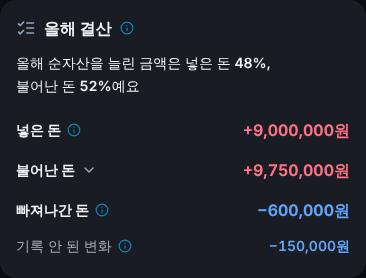 올해 결산
올해 순자산을 늘린 금액은 넣은 돈 48%,
불어난 돈 52%예요
넣은 돈 +9,000,000원
불어난 돈 +9,750,000원
빠져나간 돈 −600,000원
기록 안 된 변화 −150,000원